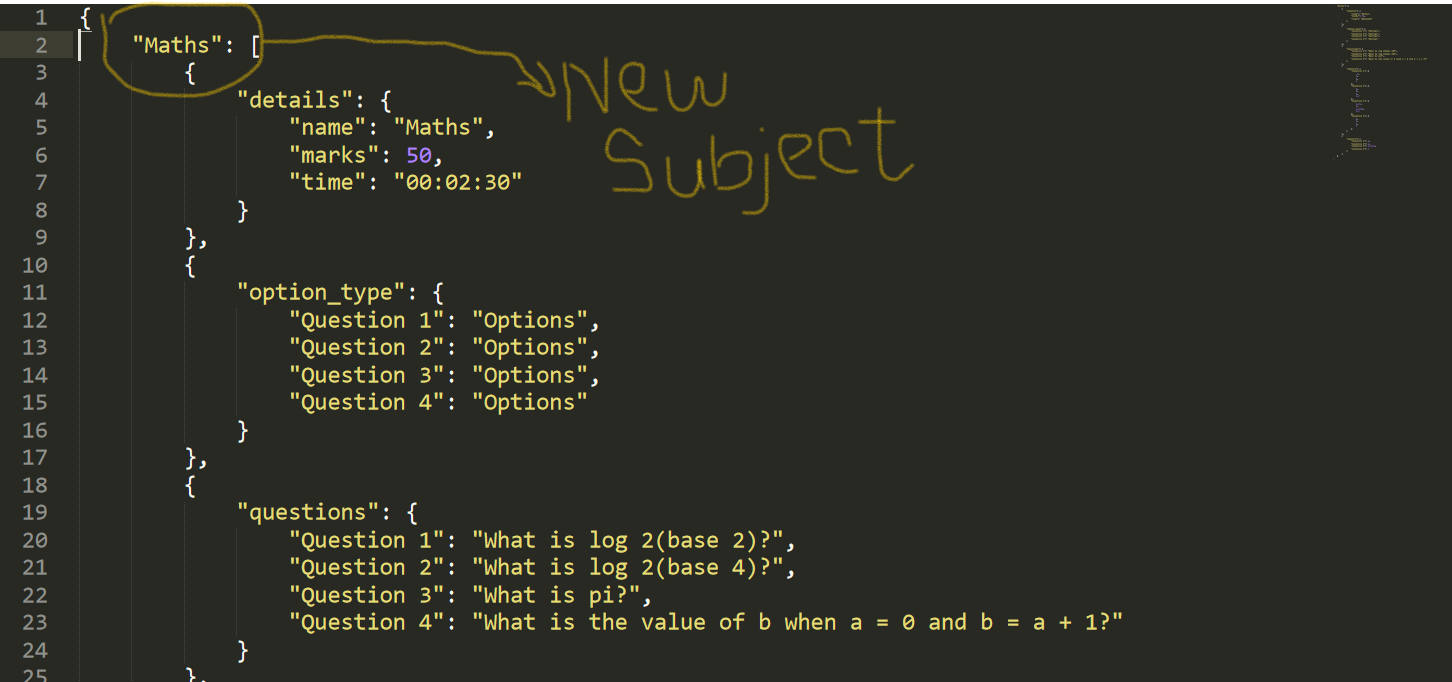 1 {
2 "Maths": [
3 {
4 "details": {
5 "name": "Maths",
6 "marks": 50,
7 "time": "00:02:30"
8 }
9 },
10 {
11 "option_type": {
12 "Question 1": "Options",
13 "Question 2": "Options",
14 "Question 3": "Options",
15 "Question 4": "Options"
16 }
17 },
18 {
19 "questions": {
20 "Question 1": "What is log 2(base 2)?",
21 "Question 2": "What is log 2(base 4)?",
22 "Question 3": "What is pi?",
23 "Question 4": "What is the value of b when a = 0 and b = a + 1?"
24 }
25 },
New
Subject